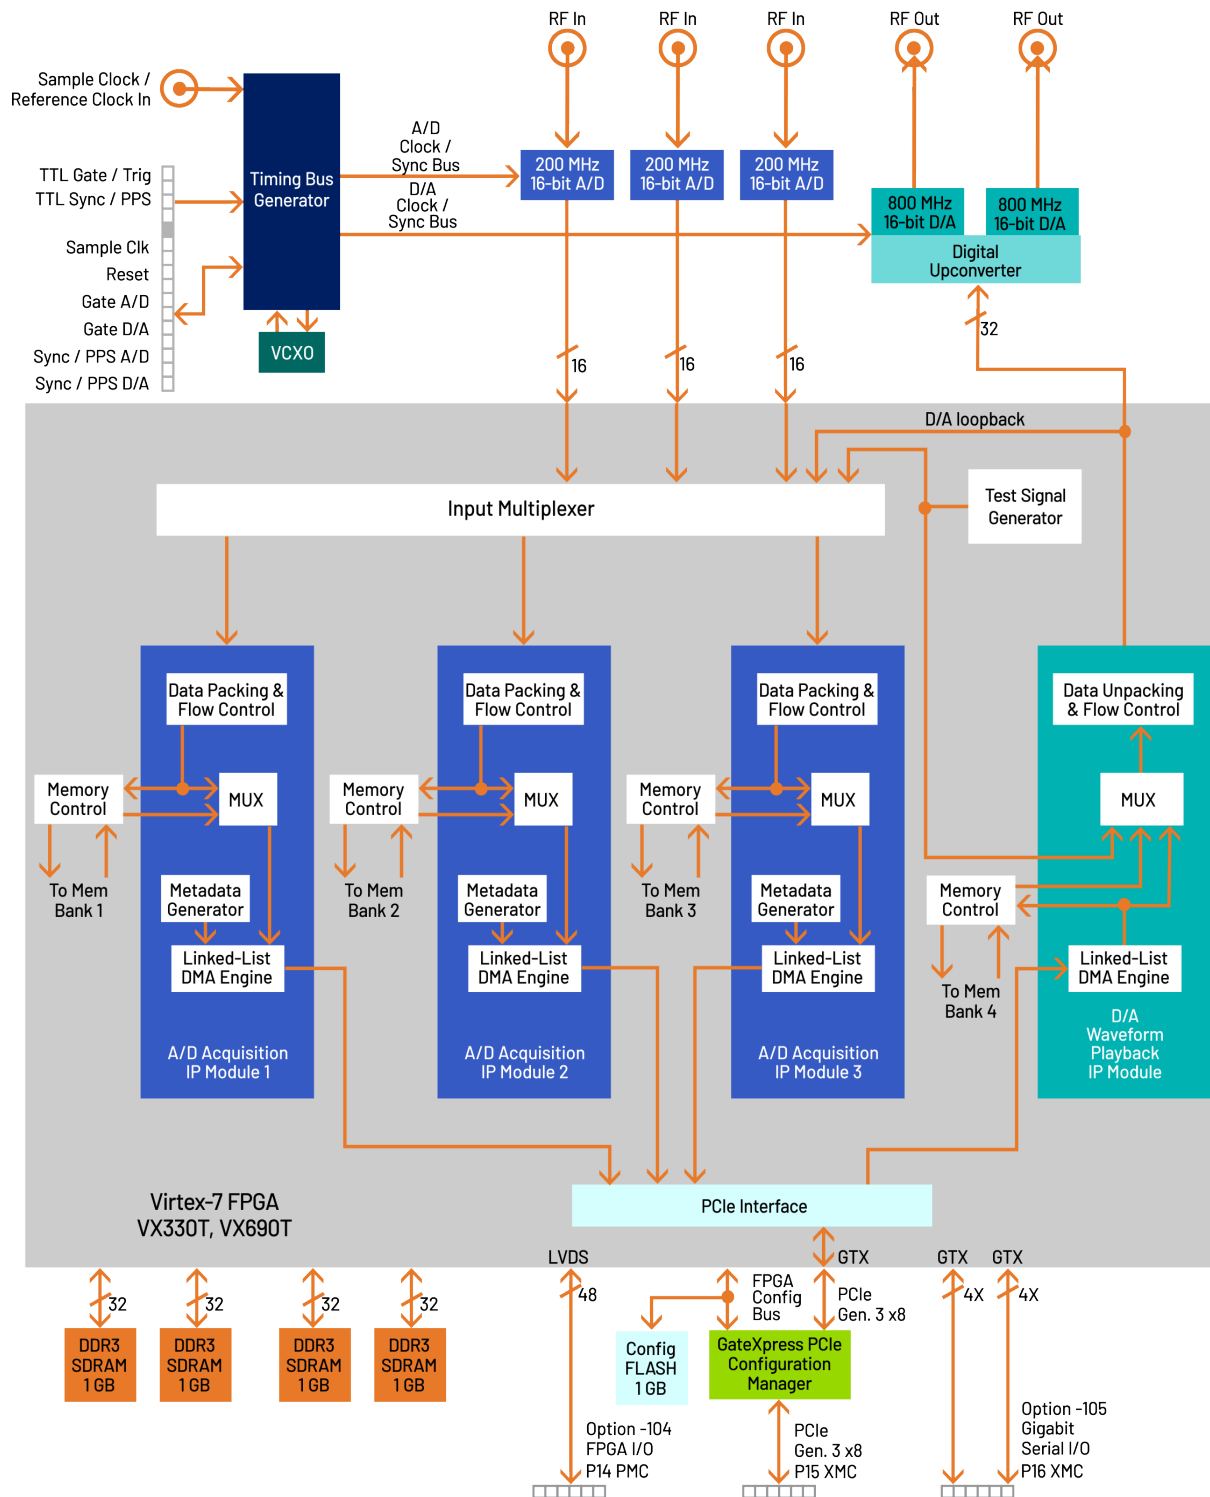 RF In
RF In
RF In
RF Out
RF Out
Sample Clock /
Reference Clock In
TTL Gate / Trig
TTL Sync / PPS
Sample Clk
Reset
Gate A/D
Gate D/A
Sync / PPS A/D
Sync / PPS D/A
Timing Bus
Generator
VCXO
A/D
Clock /
Sync Bus
D/A
Clock /
Sync Bus
200 MHz
16-bit A/D
200 MHz
16-bit A/D
200 MHz
16-bit A/D
800 MHz
16-bit D/A
800 MHz
16-bit D/A
Digital
Upconverter
32
16
16
16
D/A loopback
Input Multiplexer
Test Signal
Generator
Data Packing &
Flow Control
Memory
Control
MUX
To Mem
Bank 1
Metadata
Generator
Linked-List
DMA Engine
A/D Acquisition
IP Module 1
Data Packing &
Flow Control
Memory
Control
MUX
To Mem
Bank 2
Metadata
Generator
Linked-List
DMA Engine
A/D Acquisition
IP Module 2
Data Packing &
Flow Control
Memory
Control
MUX
To Mem
Bank 3
Metadata
Generator
Linked-List
DMA Engine
A/D Acquisition
IP Module 3
Data Unpacking
& Flow Control
MUX
Memory
Control
To Mem
Bank 4
Linked-List
DMA Engine
D/A
Waveform
Playback
IP Module
Virtex-7 FPGA
VX330T, VX690T
PCIe Interface
LVDS
GTX
GTX
GTX
32
32
32
32
48
FPGA
Config
Bus
PCIe
Gen. 3 x8
4X
4X
DDR3
SDRAM
1 GB
DDR3
SDRAM
1 GB
DDR3
SDRAM
1 GB
DDR3
SDRAM
1 GB
Config
FLASH
1 GB
GateXpress PCIe
Configuration
Manager
Option -104
FPGA I/O
P14 PMC
PCIe
Gen. 3 x8
P15 XMC
Option -105
Gigabit
Serial I/O
P16 XMC